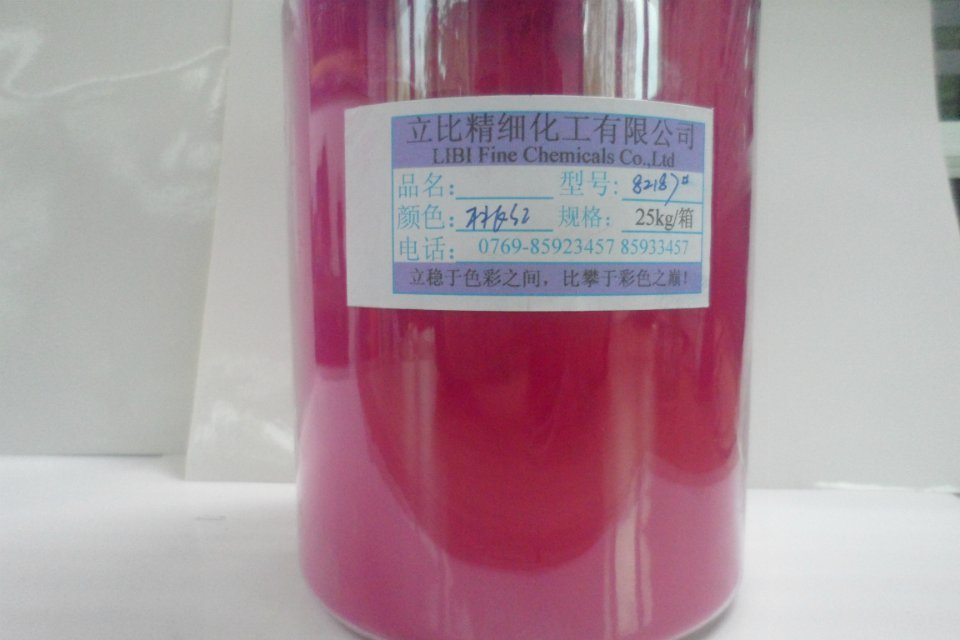 立比精细化工有限公司
LIBI Fine Chemicals Co.,Ltd
品名: 型号: 82187#
颜色: 红 规格: 25kg/箱
电话: 0769-85923457 85933457
立稳于色彩之间，比攀于彩色之巅!